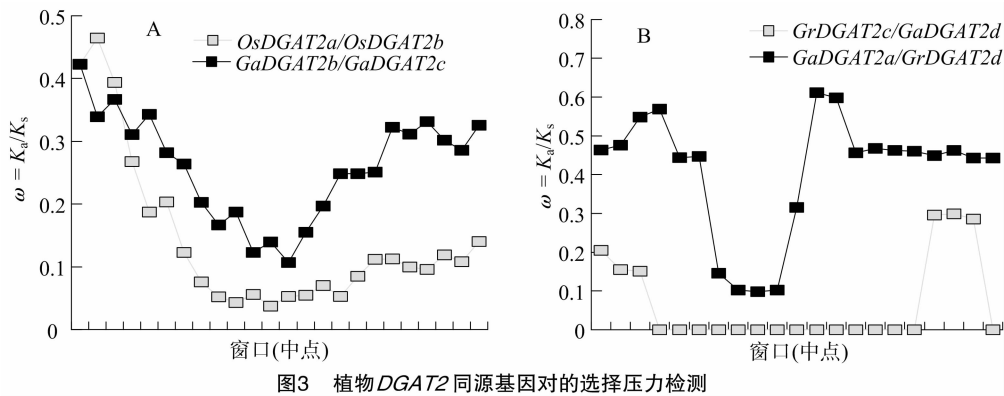 A
OsDGAT2a/OsDGAT2b
GaDGAT2b/GaDGAT2c
ω = Ka/Ks
0.5
0.4
0.3
0.2
0.1
0
窗口(中点)
B
GrDGAT2c/GaDGAT2d
GaDGAT2a/GrDGAT2d
ω = Ka/Ks
0.8
0.7
0.6
0.5
0.4
0.3
0.2
0.1
0
窗口(中点)
图3 植物DGAT2同源基因对的选择压力检测